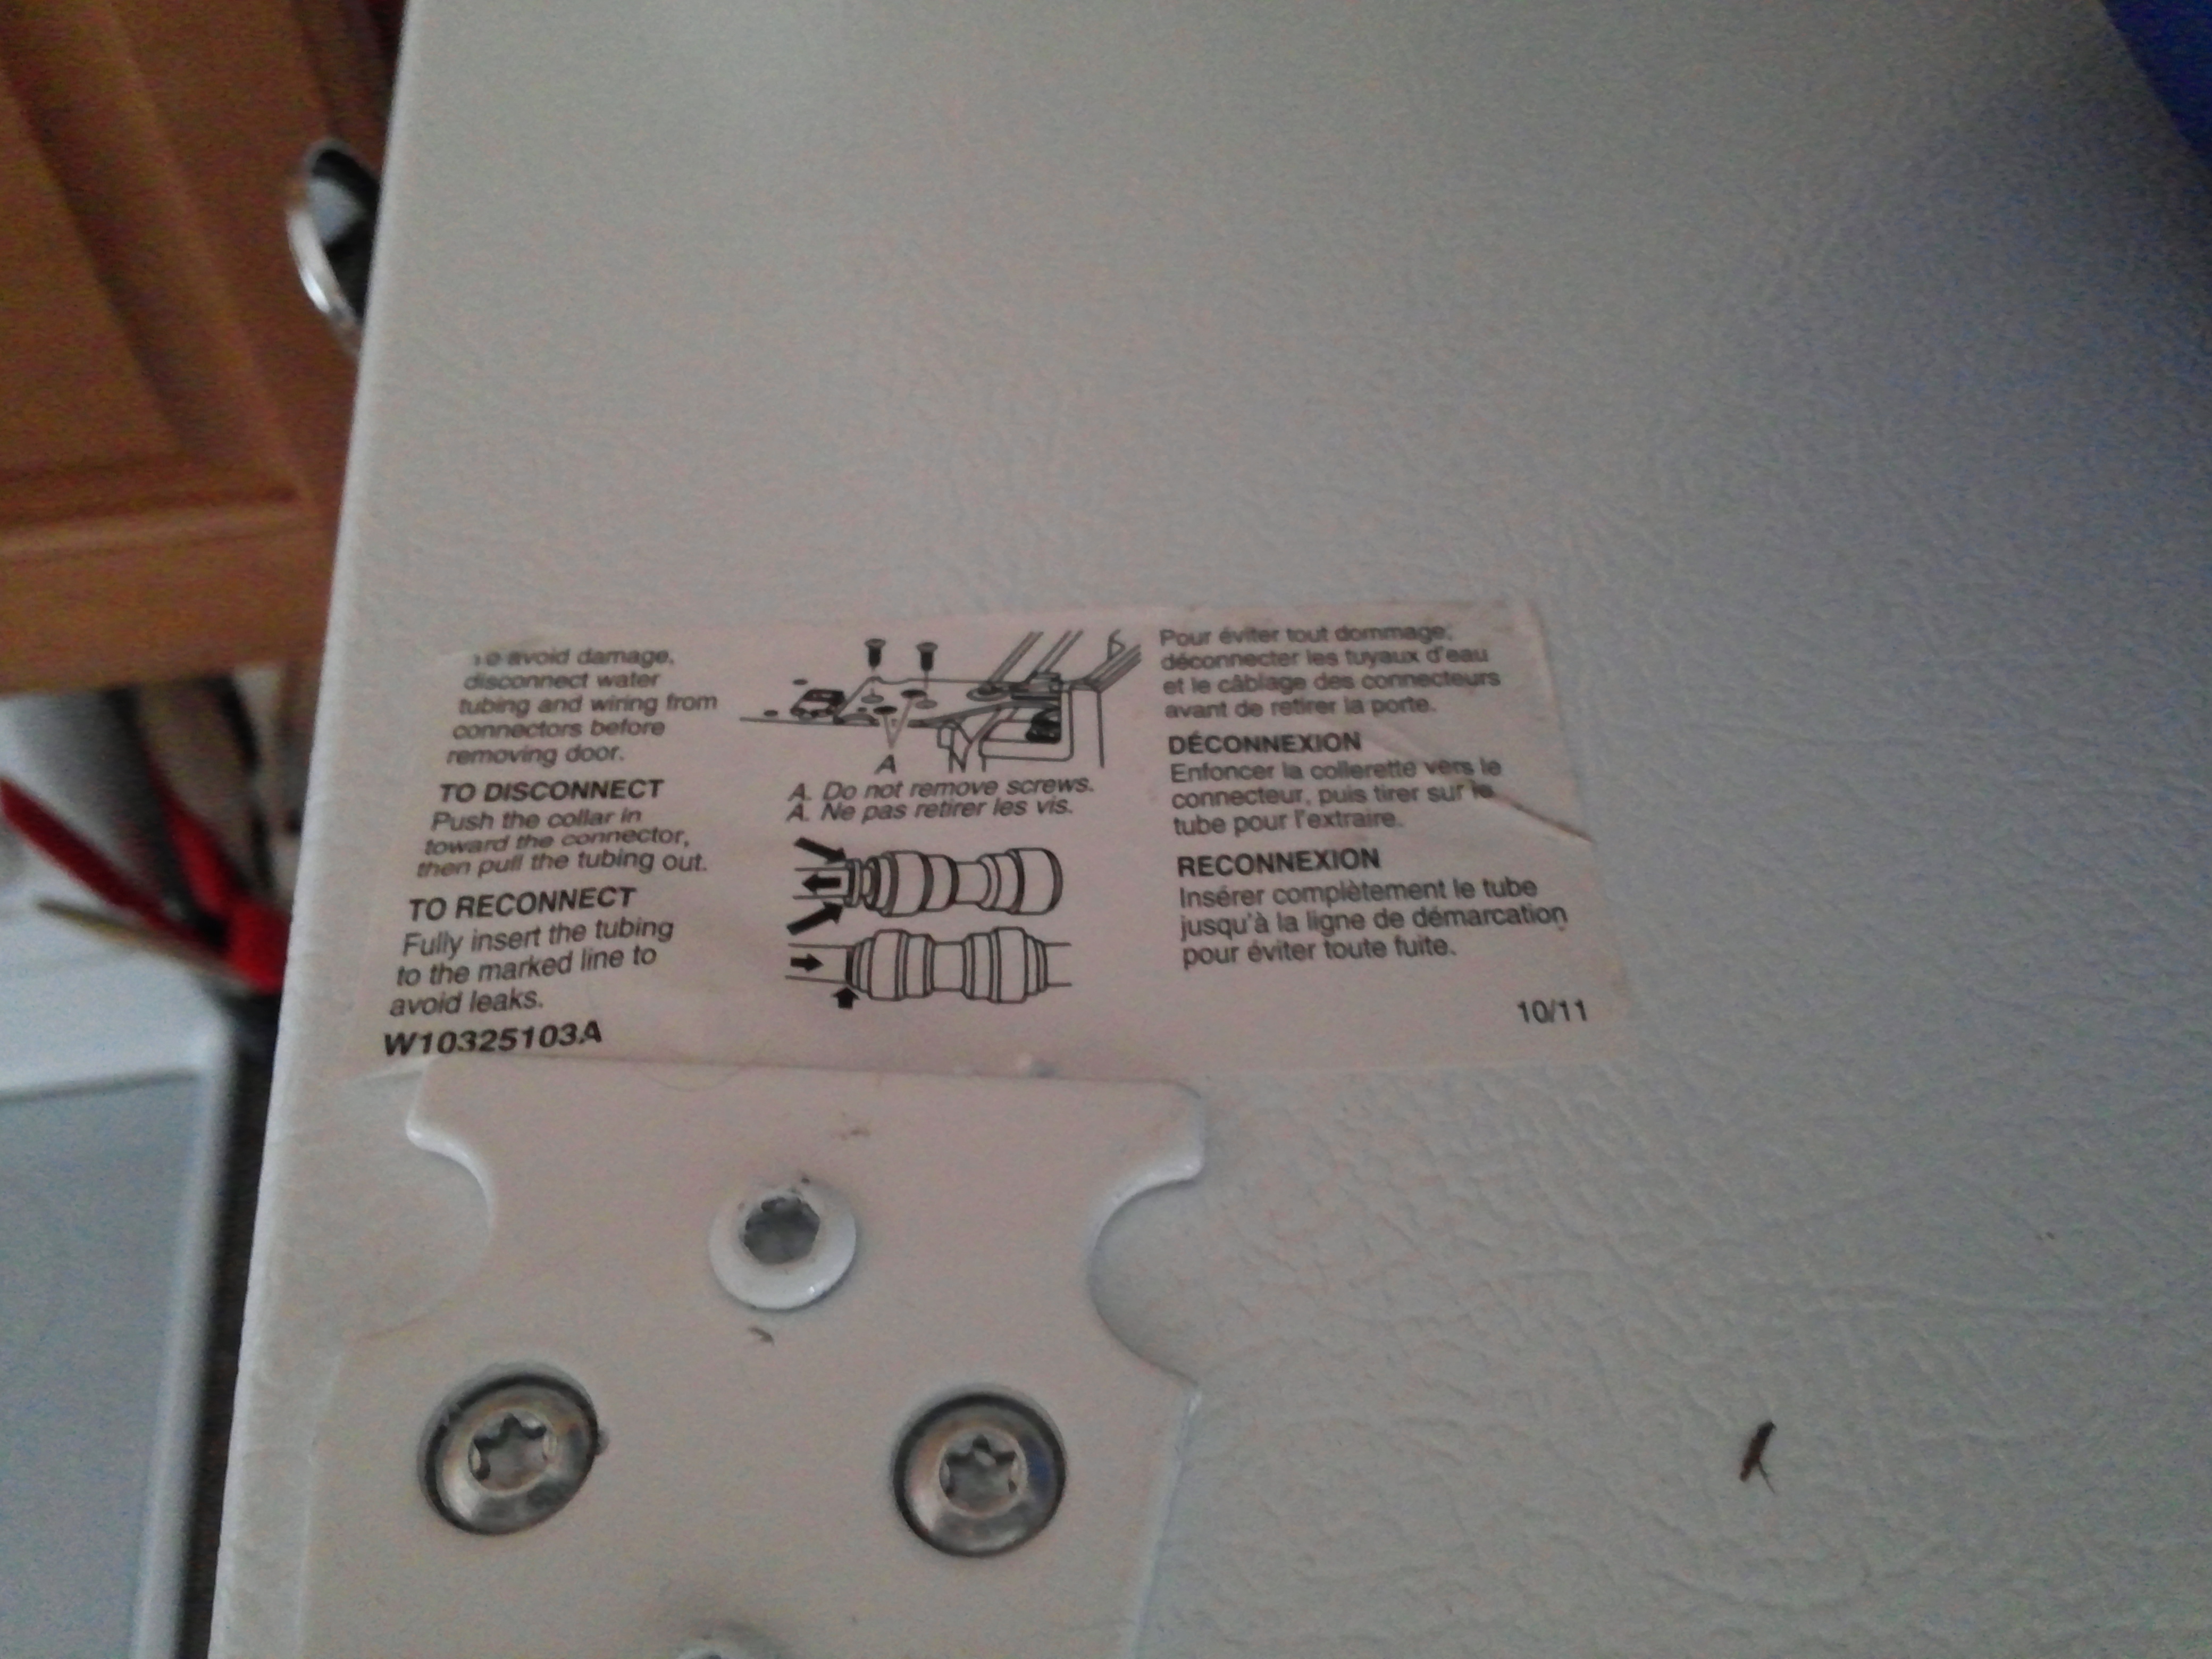 To avoid damage,
disconnect water
tubing and wiring from
connectors before
removing door.
TO DISCONNECT
Push the collar in
toward the connector,
then pull the tubing out.
TO RECONNECT
Fully insert the tubing
to the marked line to
avoid leaks.
W10325103A
A
A. Do not remove screws.
A. Ne pas retirer les vis.
Pour éviter tout dommage,
déconnecter les tuyaux d'eau
et le câblage des connecteurs
avant de retirer la porte.
DÉCONNEXION
Enfoncer la collerette vers le
connecteur, puis tirer sur le
tube pour l'extraire.
RECONNEXION
Insérer complètement le tube
jusqu'à la ligne de démarcation
pour éviter toute fuite.
10/11